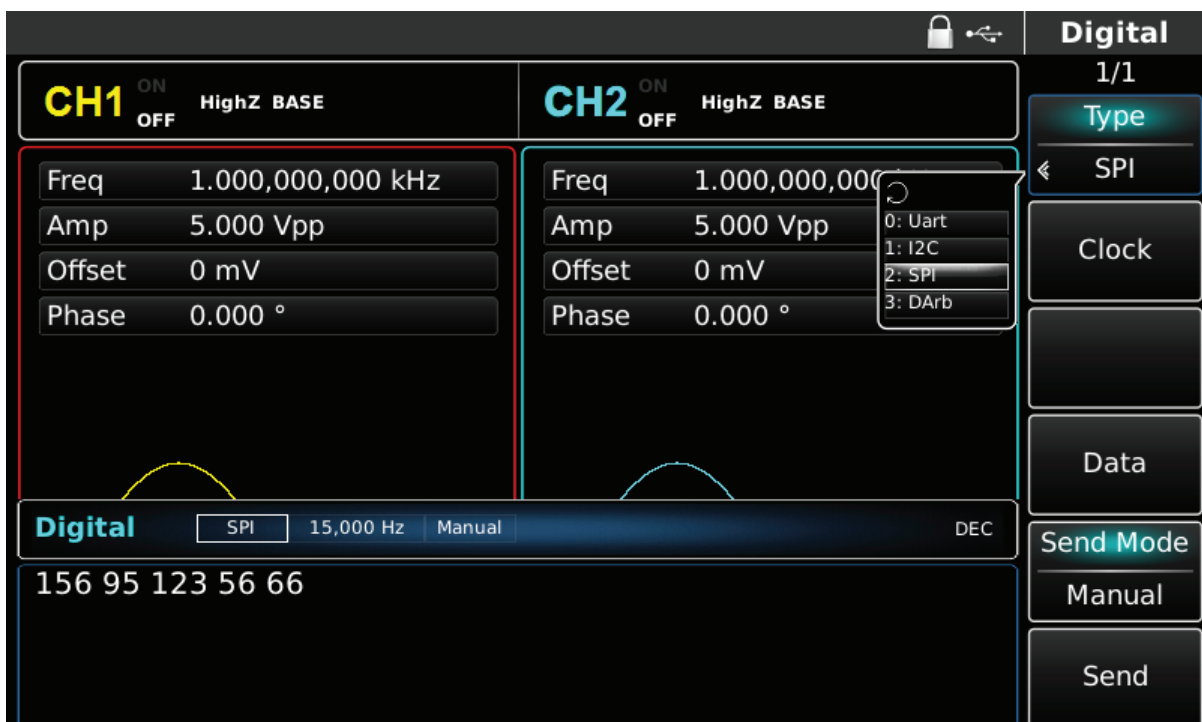 Digital
1/1
CH1 ON OFF HighZ BASE
CH2 ON OFF HighZ BASE
Type
SPI
Freq 1.000,000,000 kHz
Amp 5.000 Vpp
Offset 0 mV
Phase 0.000 °
Freq 1.000,000,000
Amp 5.000 Vpp
Offset 0 mV
Phase 0.000 °
0: Uart
1: I2C
2: SPI
3: DArb
Clock
Data
Digital SPI 15,000 Hz Manual DEC
156 95 123 56 66
Send Mode
Manual
Send